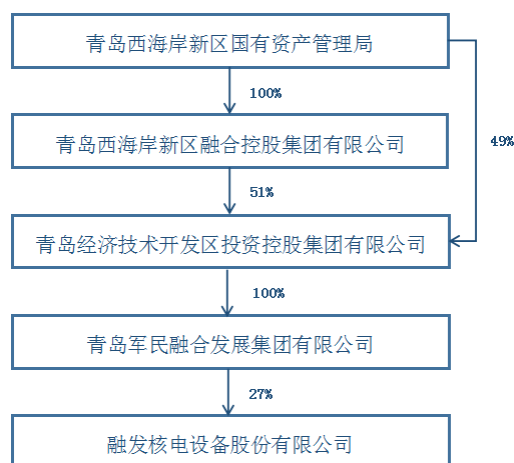 青岛西海岸新区国有资产管理局
100%
青岛西海岸新区融合控股集团有限公司
49%
51%
青岛经济技术开发区投资控股集团有限公司
100%
青岛军民融合发展集团有限公司
27%
融发核电设备股份有限公司